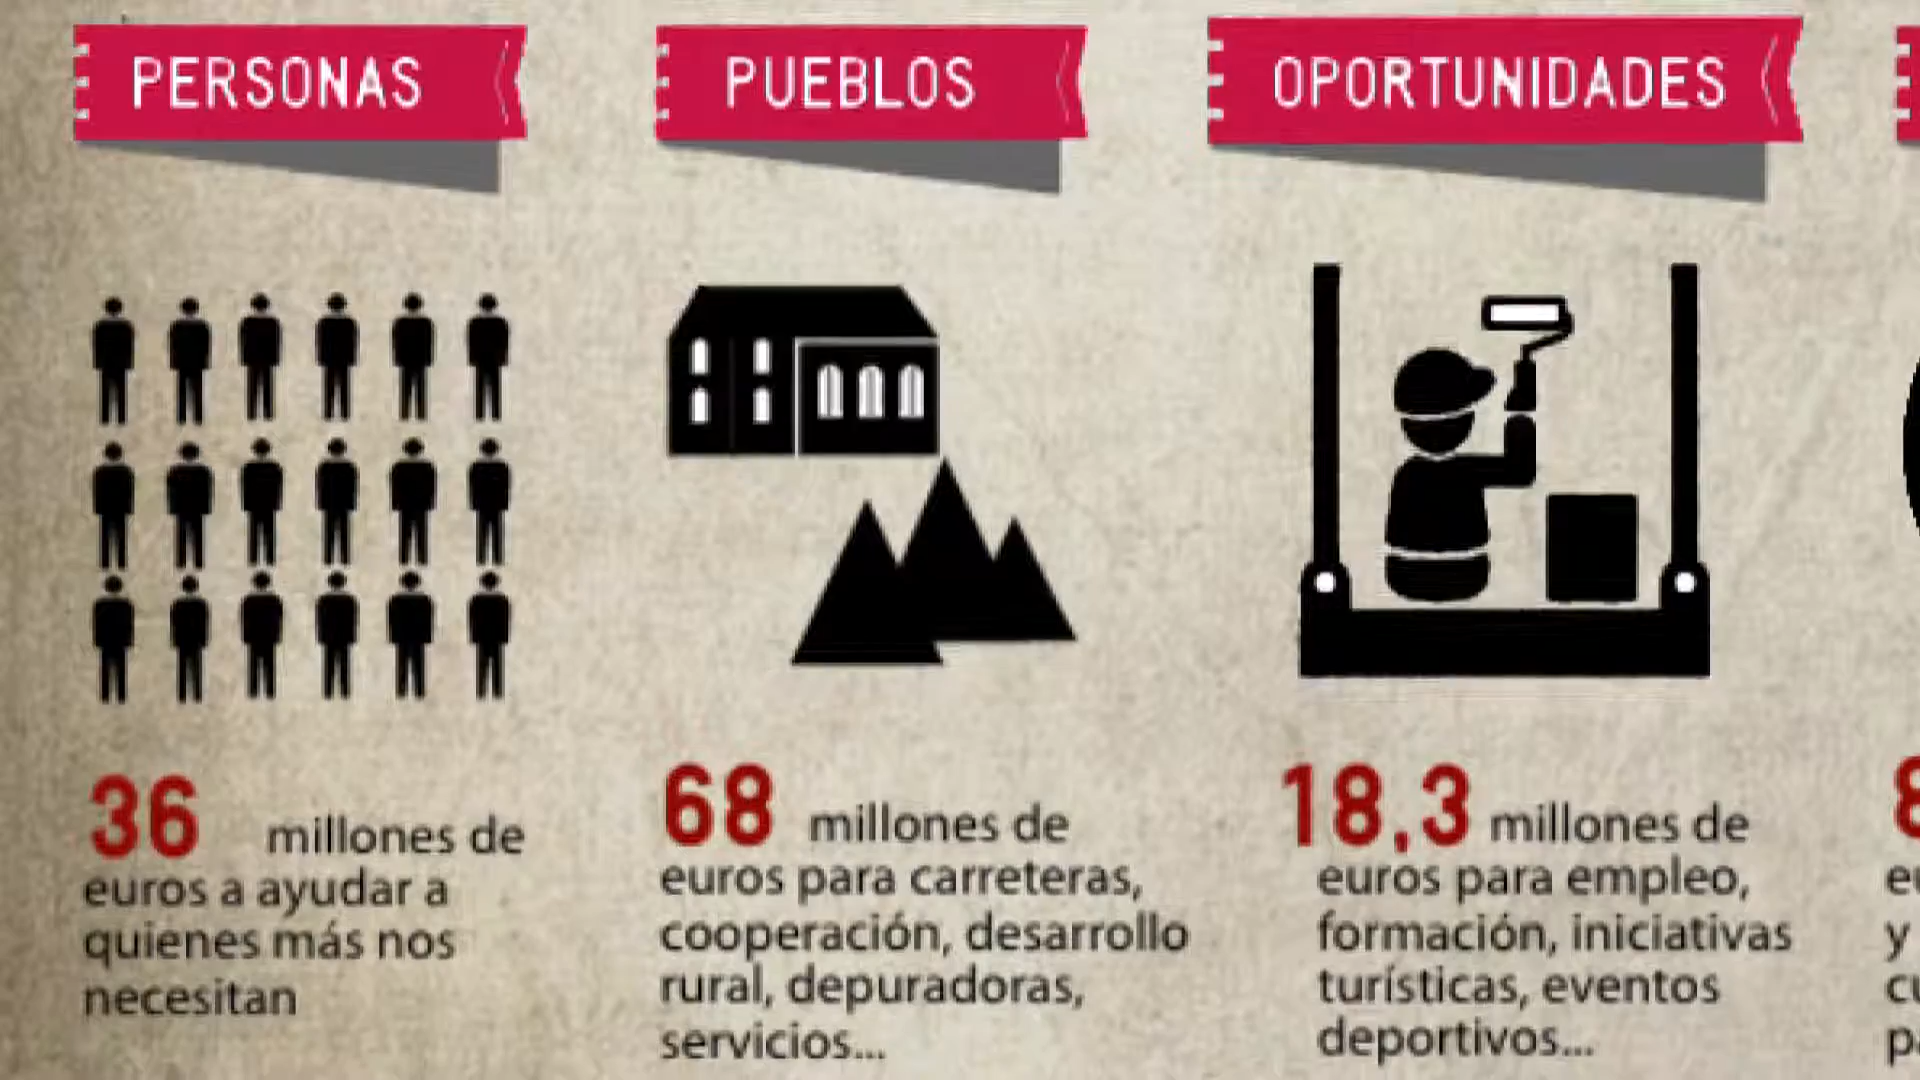 PERSONAS
36 millones de
euros a ayudar a
quienes más nos
necesitan
PUEBLOS
68 millones de
euros para carreteras,
cooperación, desarrollo
rural, depuradoras,
servicios...
OPORTUNIDADES
18,3 millones de
euros para empleo,
formación, iniciativas
turísticas, eventos
deportivos...